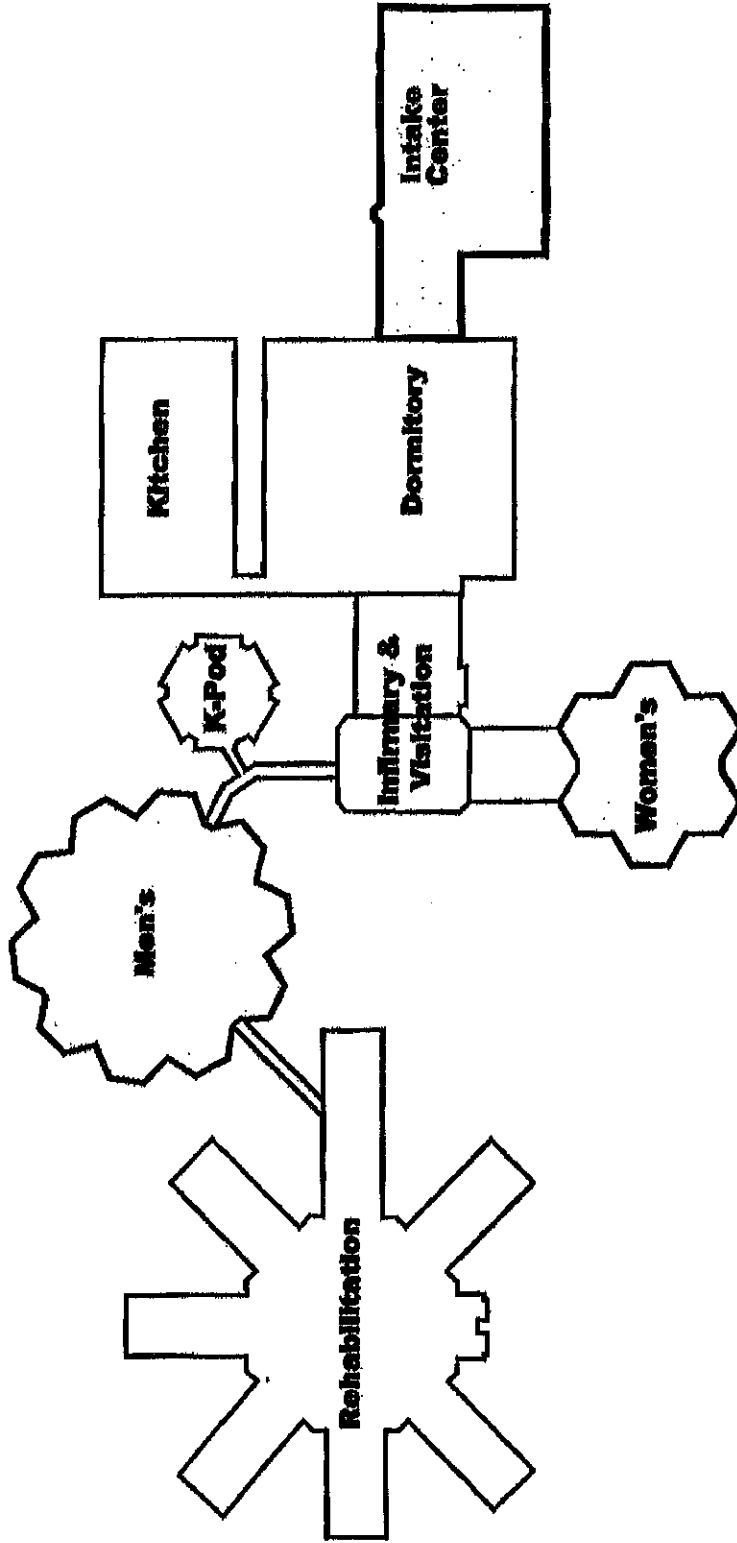 Rehabilitation
Men's
K-Pod
Infirmary &
Visitation
Women's
Kitchen
Dormitory
Intake
Center